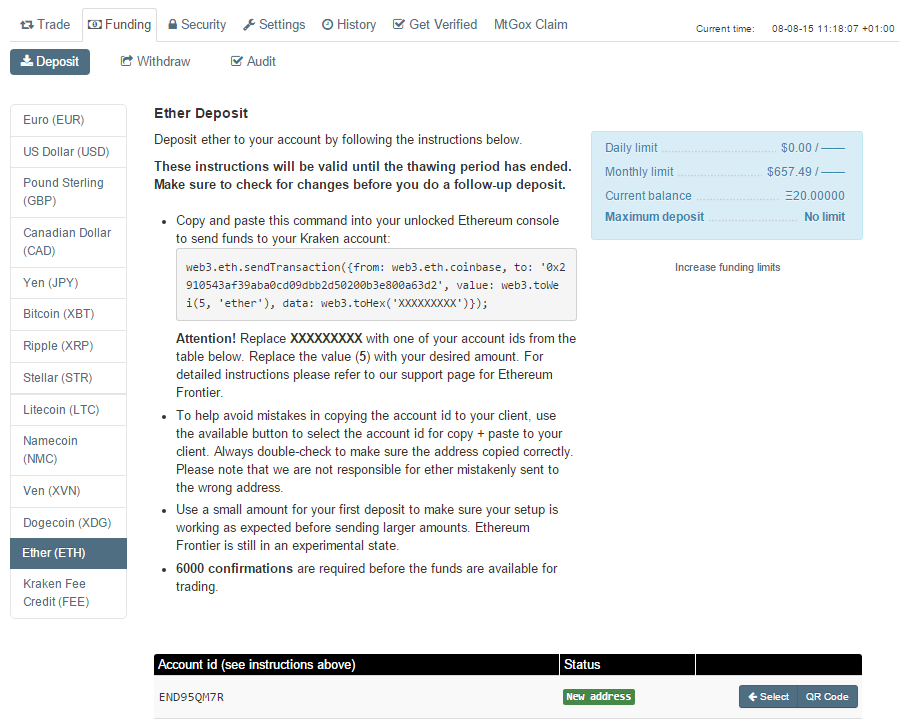 Trade Funding Security Settings History Get Verified MtGox Claim
Current time: 08-08-15 11:18:07 +01:00
Deposit Withdraw Audit
Euro (EUR)
US Dollar (USD)
Pound Sterling
(GBP)
Canadian Dollar
(CAD)
Yen (JPY)
Bitcoin (XBT)
Ripple (XRP)
Stellar (STR)
Litecoin (LTC)
Namecoin
(NMC)
Ven (XVN)
Dogecoin (XDG)
Ether (ETH)
Kraken Fee
Credit (FEE)
Ether Deposit
Deposit ether to your account by following the instructions below.
These instructions will be valid until the thawing period has ended.
Make sure to check for changes before you do a follow-up deposit.
• Copy and paste this command into your unlocked Ethereum console
to send funds to your Kraken account:
web3.eth.sendTransaction({from: web3.eth.coinbase, to: '0x2
910543af39aba0cd09dbb2d50200b3e800a63d2', value: web3.toWe
i(5, 'ether'), data: web3.toHex('XXXXXXXXX')});
Attention! Replace XXXXXXXXX with one of your account ids from the
table below. Replace the value (5) with your desired amount. For
detailed instructions please refer to our support page for Ethereum
Frontier.
• To help avoid mistakes in copying the account id to your client, use
the available button to select the account id for copy + paste to your
client. Always double-check to make sure the address copied correctly.
Please note that we are not responsible for ether mistakenly sent to
the wrong address.
• Use a small amount for your first deposit to make sure your setup is
working as expected before sending larger amounts. Ethereum
Frontier is still in an experimental state.
• 6000 confirmations are required before the funds are available for
trading.
Daily limit $0.00 / ——
Monthly limit $657.49 / ——
Current balance Ξ20.00000
Maximum deposit No limit
Increase funding limits
Account id (see instructions above) Status
END95QM7R New address Select QR Code